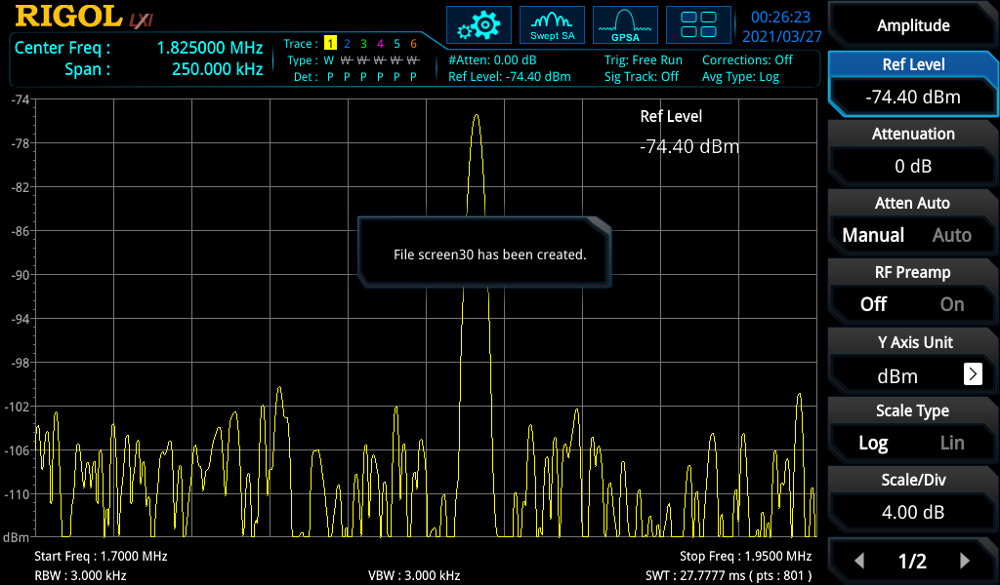 RIGOL LXI
Center Freq : 1.825000 MHz
Span : 250.000 kHz
Trace : 1 2 3 4 5 6
Type : W W W W W W
Det : P P P P P P
Swept SA
GPSA
00:26:23
2021/03/27
#Atten: 0.00 dB
Ref Level: -74.40 dBm
Trig: Free Run
Sig Track: Off
Corrections: Off
Avg Type: Log
-74
-78
-82
-86
-90
-94
-98
-102
-106
-110
dBm
Ref Level
-74.40 dBm
File screen30 has been created.
Start Freq : 1.7000 MHz
Stop Freq : 1.9500 MHz
RBW : 3.000 kHz
VBW : 3.000 kHz
SWT : 27.7777 ms ( pts : 801 )
Amplitude
Ref Level
-74.40 dBm
Attenuation
0 dB
Atten Auto
Manual Auto
RF Preamp
Off On
Y Axis Unit
dBm >
Scale Type
Log Lin
Scale/Div
4.00 dB
1/2